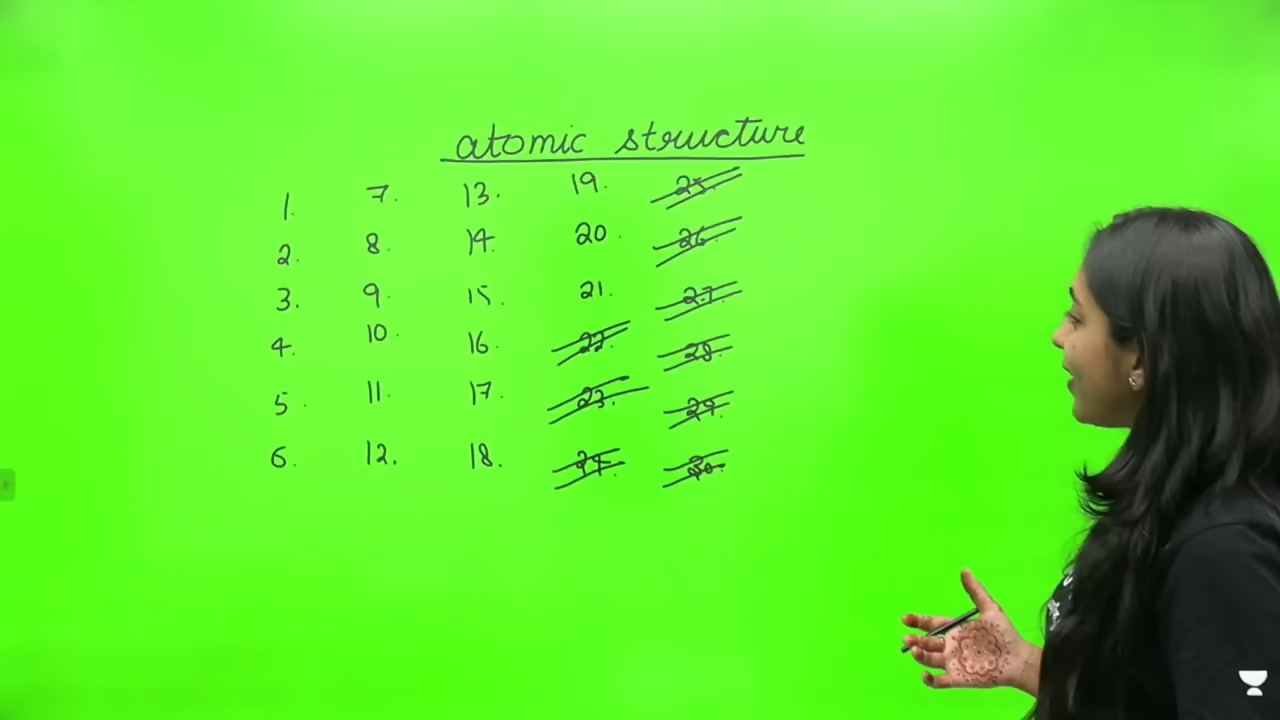 atomic structure
1. 7. 13. 19. 25.
2. 8. 14. 20. 26.
3. 9. 15. 21. 27.
4. 10. 16. 22. 28.
5. 11. 17. 23. 29.
6. 12. 18. 24. 30.